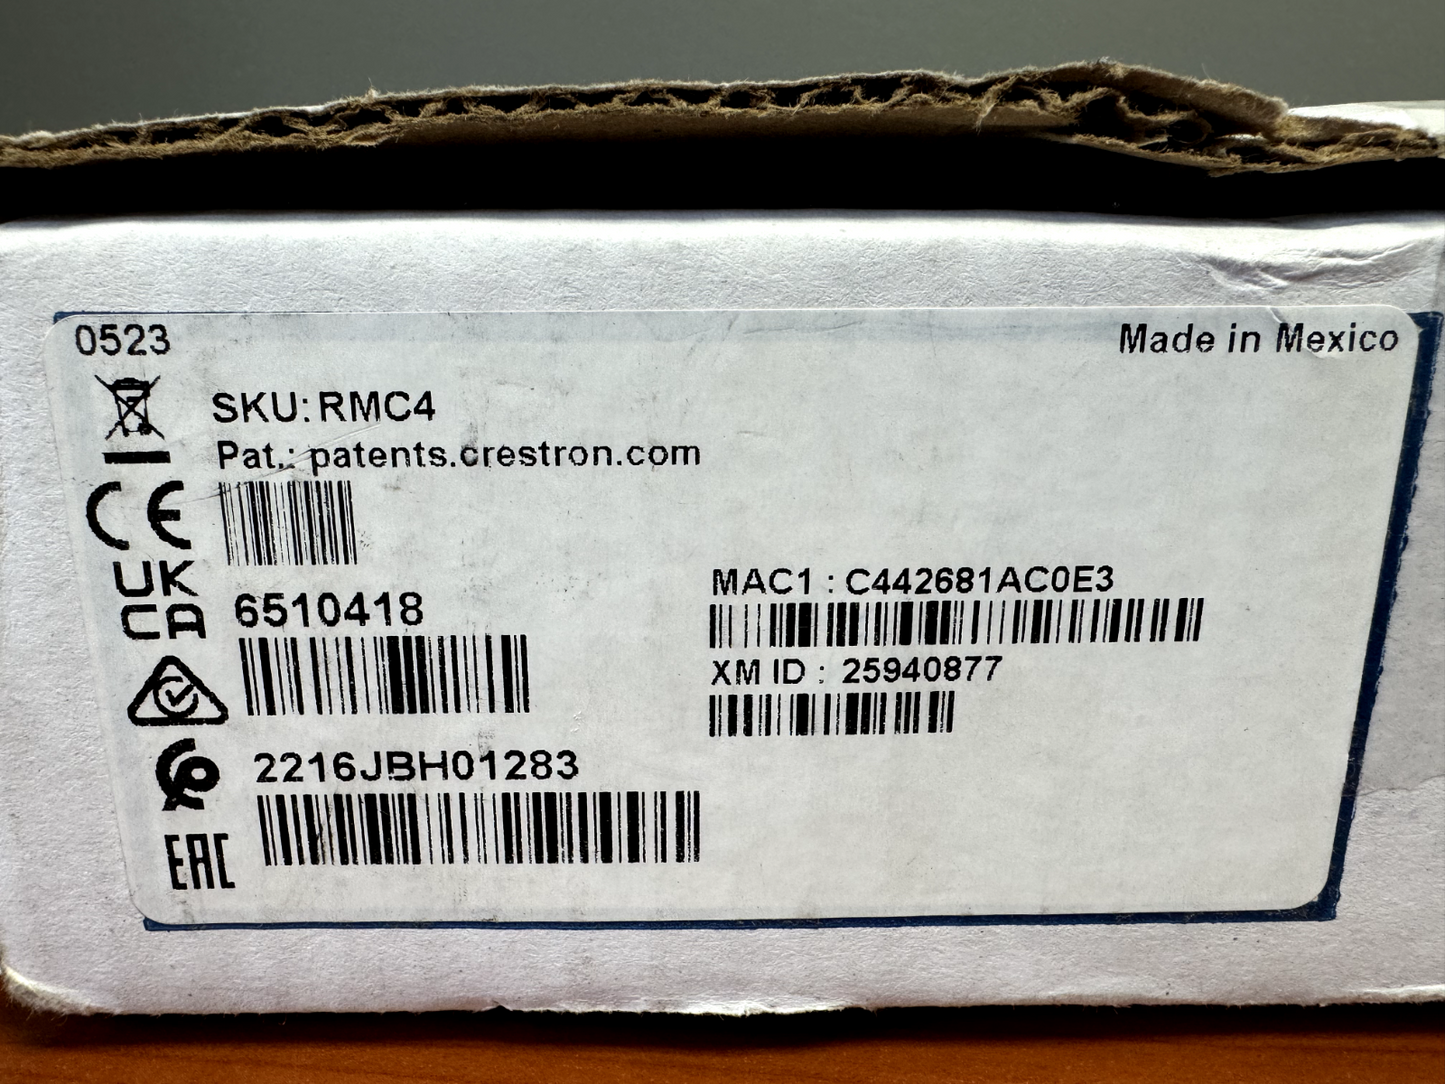 0523
Made in Mexico
SKU: RMC4
Pat.: patents.crestron.com
CE
UK
CA
6510418
MAC1 : C442681AC0E3
XM ID : 25940877
2216JBH01283
EAC